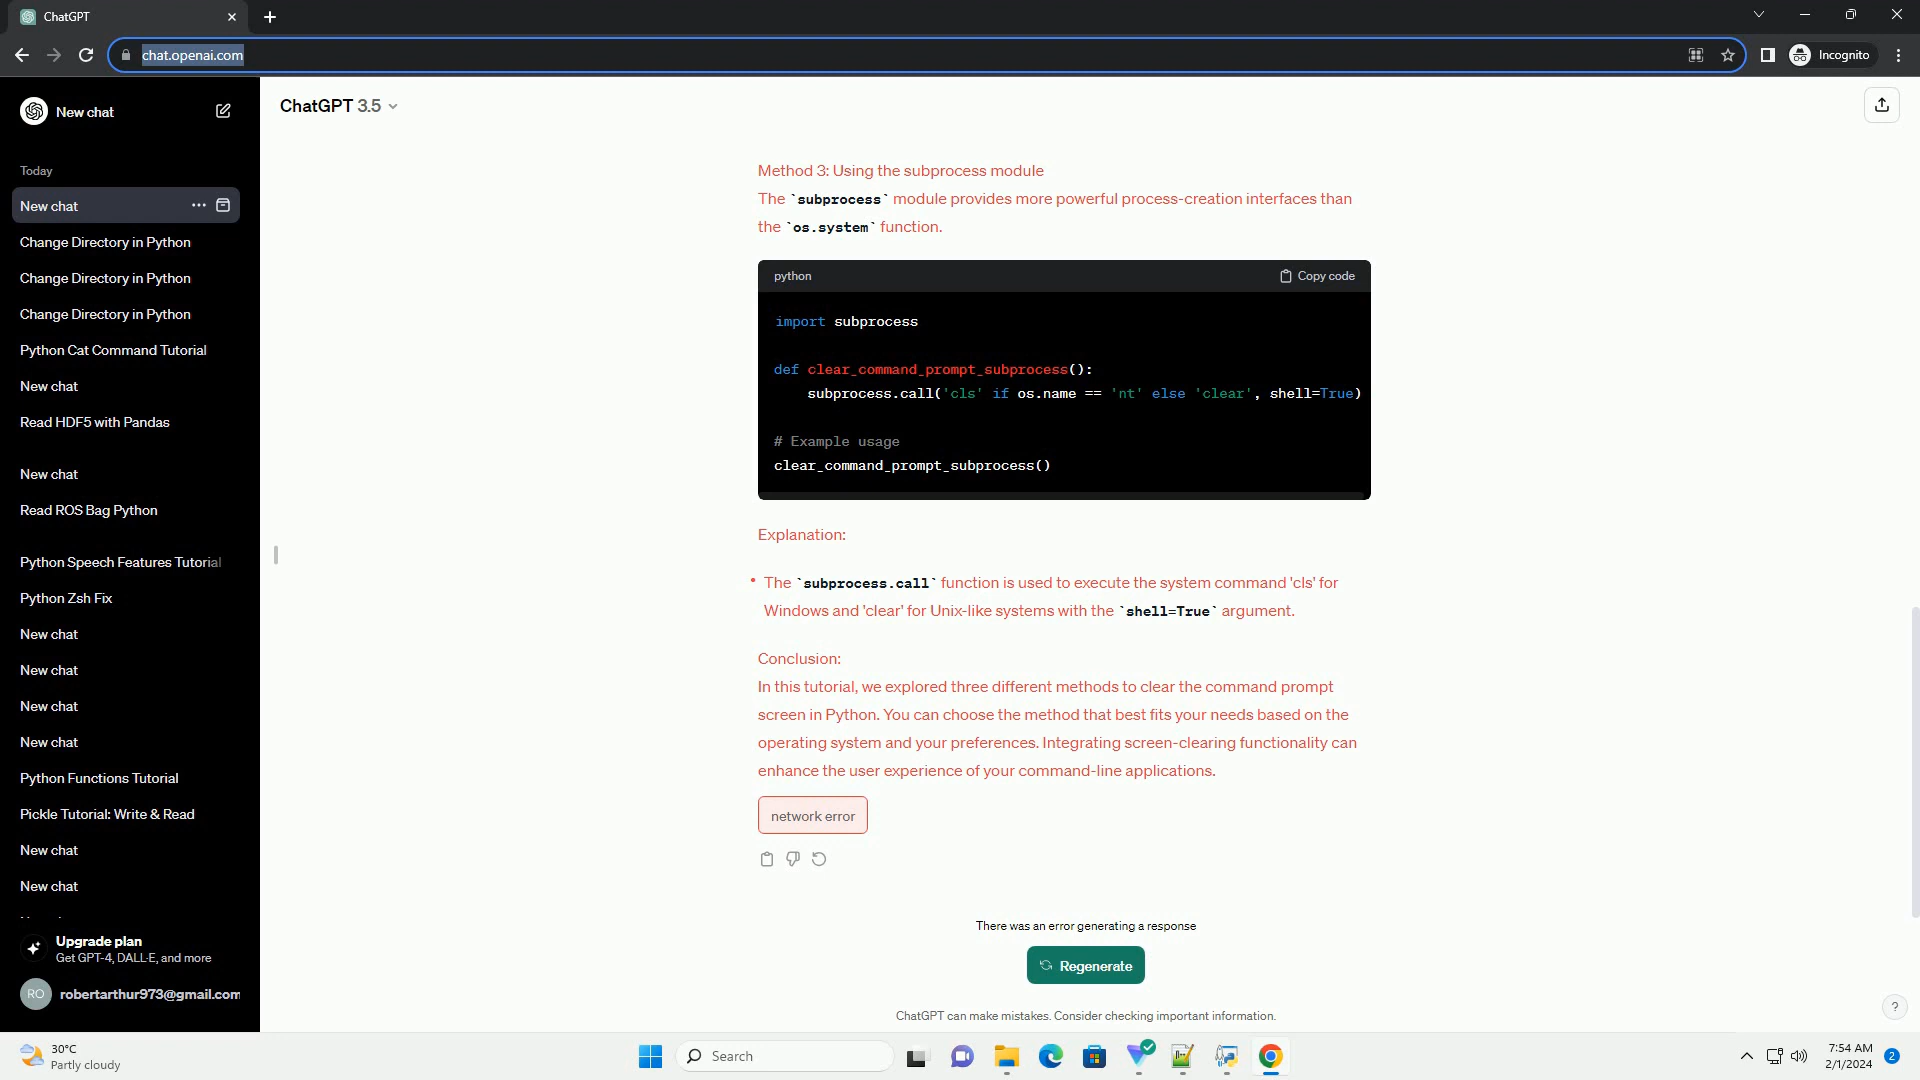 ChatGPT
chat.openai.com
Incognito
New chat
Today
New chat
Change Directory in Python
Change Directory in Python
Change Directory in Python
Python Cat Command Tutorial
New chat
Read HDF5 with Pandas
New chat
Read ROS Bag Python
Python Speech Features Tutorial
Python Zsh Fix
New chat
New chat
New chat
New chat
Python Functions Tutorial
Pickle Tutorial: Write & Read
New chat
New chat
Upgrade plan
Get GPT-4, DALL·E, and more
RO
robertarthur973@gmail.com
ChatGPT 3.5
Method 3: Using the subprocess module
The `subprocess` module provides more powerful process-creation interfaces than
the `os.system` function.
python
Copy code
import subprocess
def clear_command_prompt_subprocess():
    subprocess.call('cls' if os.name == 'nt' else 'clear', shell=True)
# Example usage
clear_command_prompt_subprocess()
Explanation:
• The `subprocess.call` function is used to execute the system command 'cls' for
Windows and 'clear' for Unix-like systems with the `shell=True` argument.
Conclusion:
In this tutorial, we explored three different methods to clear the command prompt
screen in Python. You can choose the method that best fits your needs based on the
operating system and your preferences. Integrating screen-clearing functionality can
enhance the user experience of your command-line applications.
network error
There was an error generating a response
Regenerate
ChatGPT can make mistakes. Consider checking important information.
?
30°C
Partly cloudy
Search
7:54 AM
2/1/2024
2